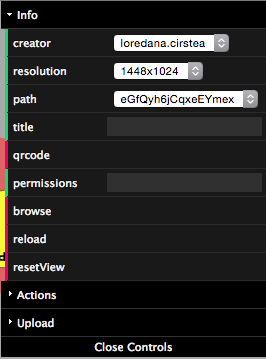 Info
creator loredana.cirstea
resolution 1448x1024
path eGfQyh6jCqxeEYmex
title
qrcode
permissions
browse
reload
resetView
Actions
Upload
Close Controls